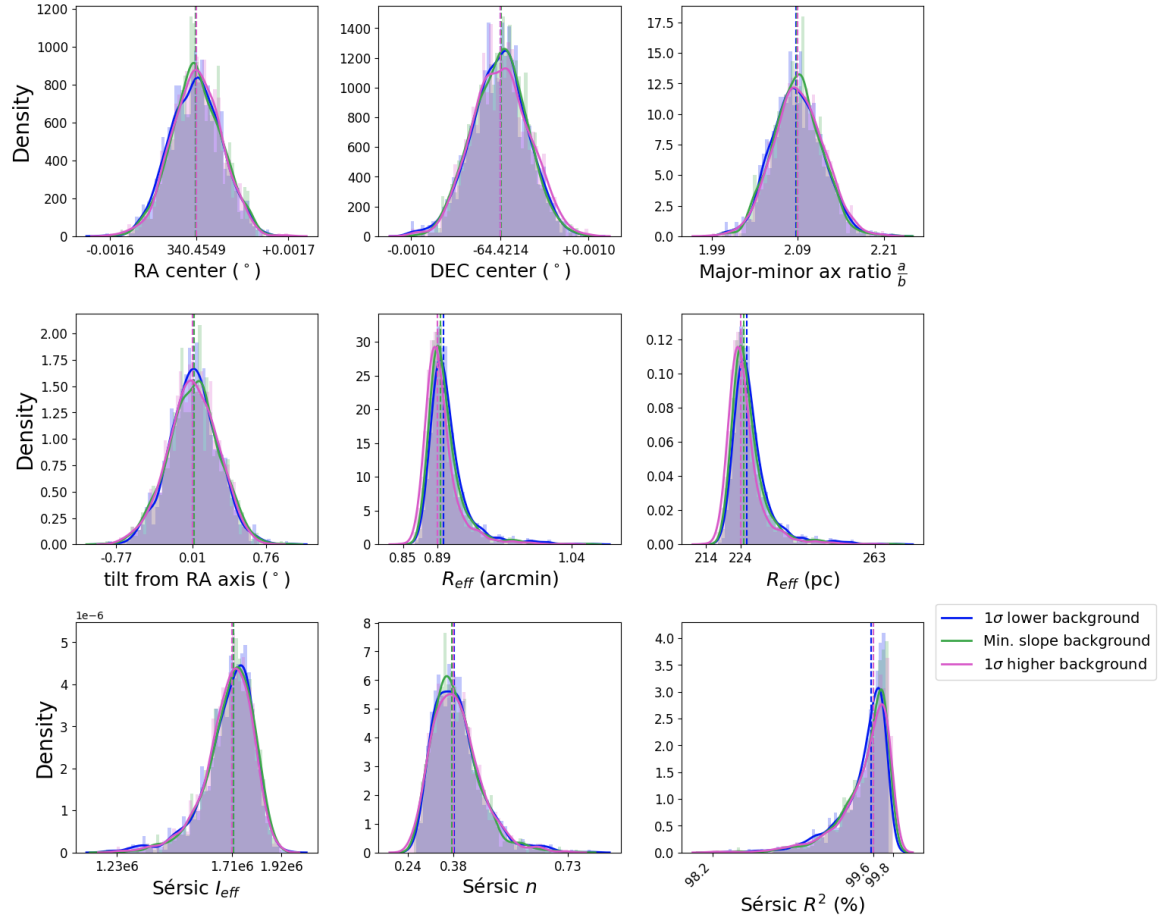 1200
1000
800
600
400
200
0
Density
-0.0016 340.4549 +0.0017
RA center (°)
1400
1200
1000
800
600
400
200
0
-0.0010 -64.4214 +0.0010
DEC center (°)
17.5
15.0
12.5
10.0
7.5
5.0
2.5
0.0
1.99 2.09 2.21
Major-minor ax ratio a/b
2.00
1.75
1.50
1.25
1.00
0.75
0.50
0.25
0.00
Density
-0.77 0.01 0.76
tilt from RA axis (°)
30
25
20
15
10
5
0
0.85 0.89 1.04
R_eff (arcmin)
0.12
0.10
0.08
0.06
0.04
0.02
0.00
214 224 263
R_eff (pc)
1e−6
5
4
3
2
1
0
Density
1.23e6 1.71e6 1.92e6
Sérsic I_eff
8
7
6
5
4
3
2
1
0
0.24 0.38 0.73
Sérsic n
4.0
3.5
3.0
2.5
2.0
1.5
1.0
0.5
0.0
98.2 99.6 99.8
Sérsic R² (%)
1σ lower background
Min. slope background
1σ higher background